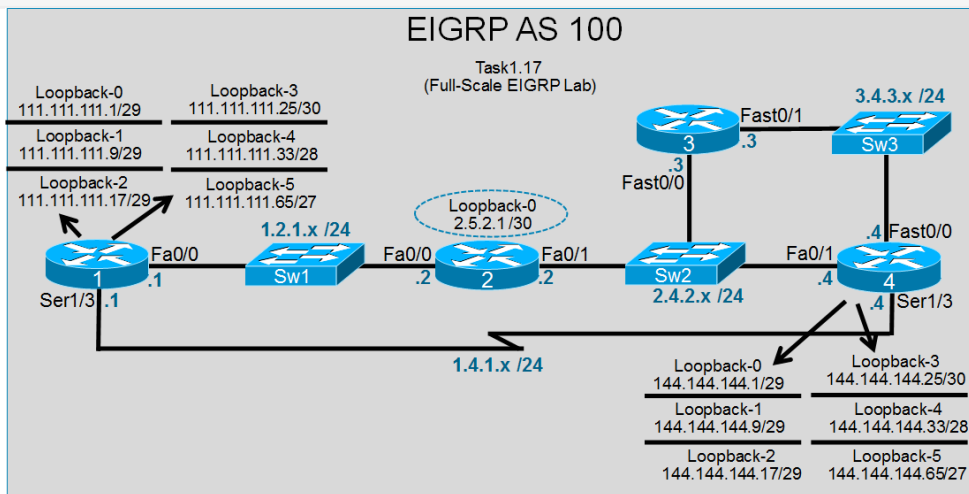 EIGRP AS 100
Task1.17
(Full-Scale EIGRP Lab)
Loopback-0
111.111.111.1/29
Loopback-1
111.111.111.9/29
Loopback-2
111.111.111.17/29
Loopback-3
111.111.111.25/30
Loopback-4
111.111.111.33/28
Loopback-5
111.111.111.65/27
3
Fast0/1
.3
.3
Fast0/0
3.4.3.x /24
Sw3
Loopback-0
2.5.2.1/30
1.2.1.x /24
1
Fa0/0
.1
Ser1/3
.1
Sw1
Fa0/0
.2
2
Fa0/1
.2
Sw2
2.4.2.x /24
Fa0/1
.4
.4
Fast0/0
4
.4
Ser1/3
1.4.1.x /24
Loopback-0
144.144.144.1/29
Loopback-1
144.144.144.9/29
Loopback-2
144.144.144.17/29
Loopback-3
144.144.144.25/30
Loopback-4
144.144.144.33/28
Loopback-5
144.144.144.65/27